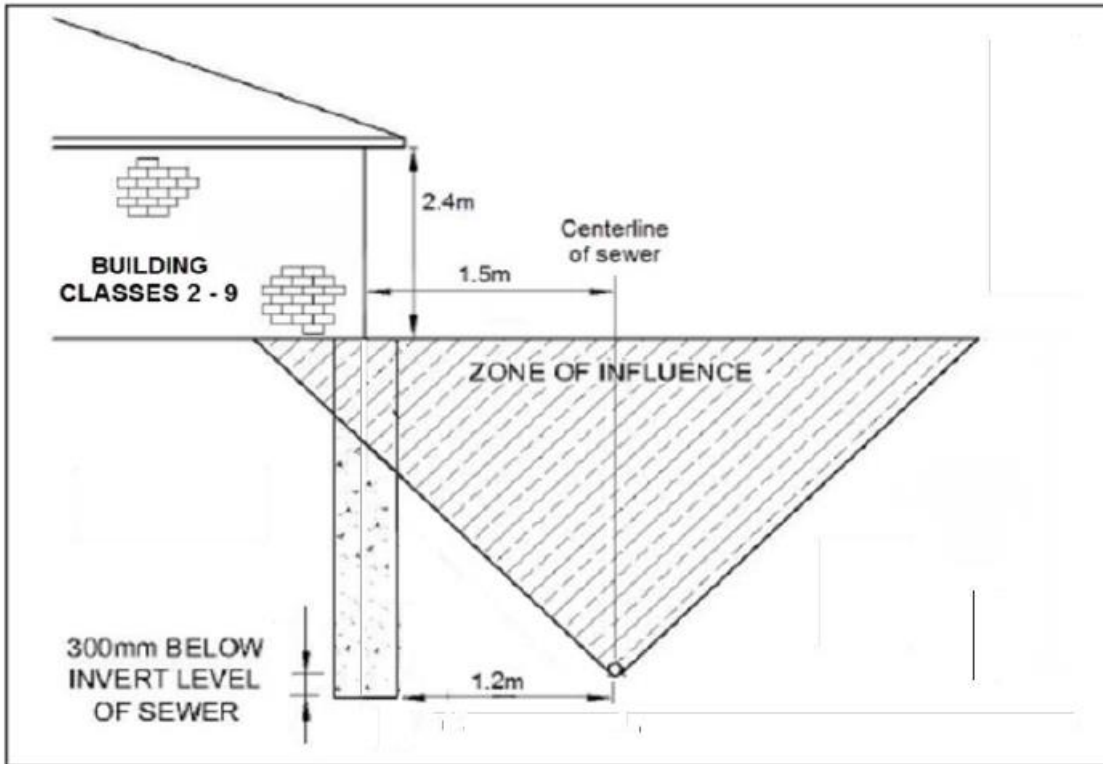 2.4m
Centerline
of sewer
BUILDING
CLASSES 2 - 9
1.5m
ZONE OF INFLUENCE
300mm BELOW
INVERT LEVEL
OF SEWER
1.2m